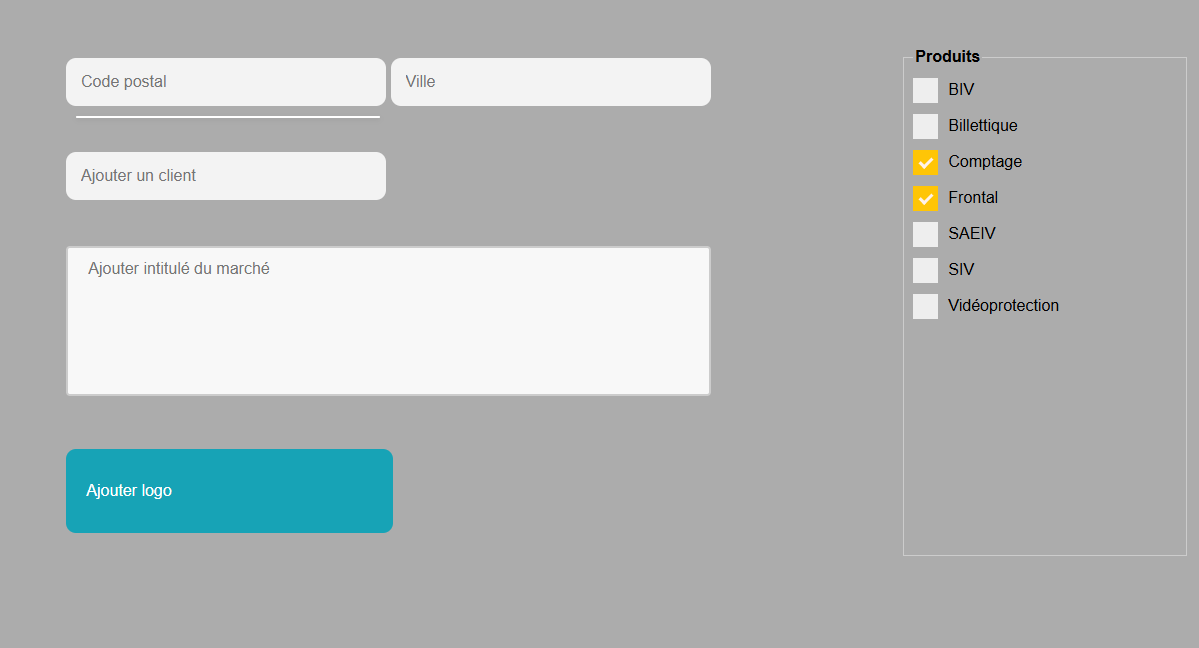 Code postal
Ville
Ajouter un client
Ajouter intitulé du marché
Ajouter logo
Produits
BIV
Billettique
Comptage
Frontal
SAEIV
SIV
Vidéoprotection